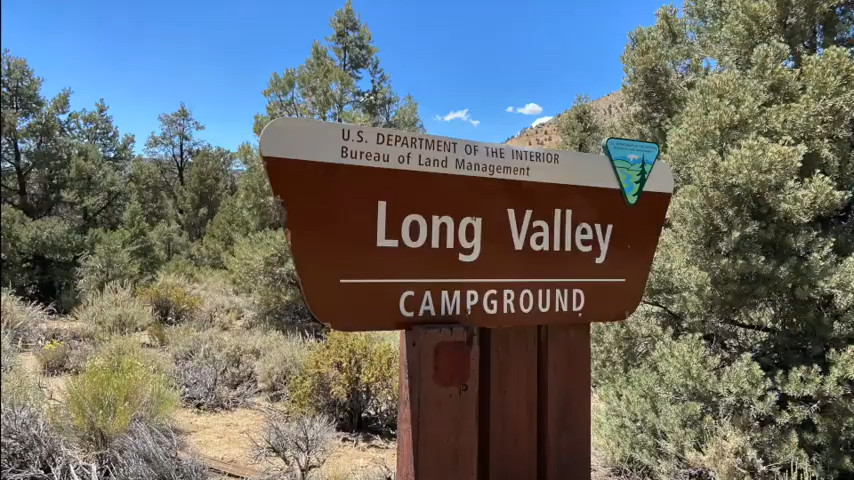 U.S. DEPARTMENT OF THE INTERIOR
Bureau of Land Management
Long Valley
CAMPGROUND